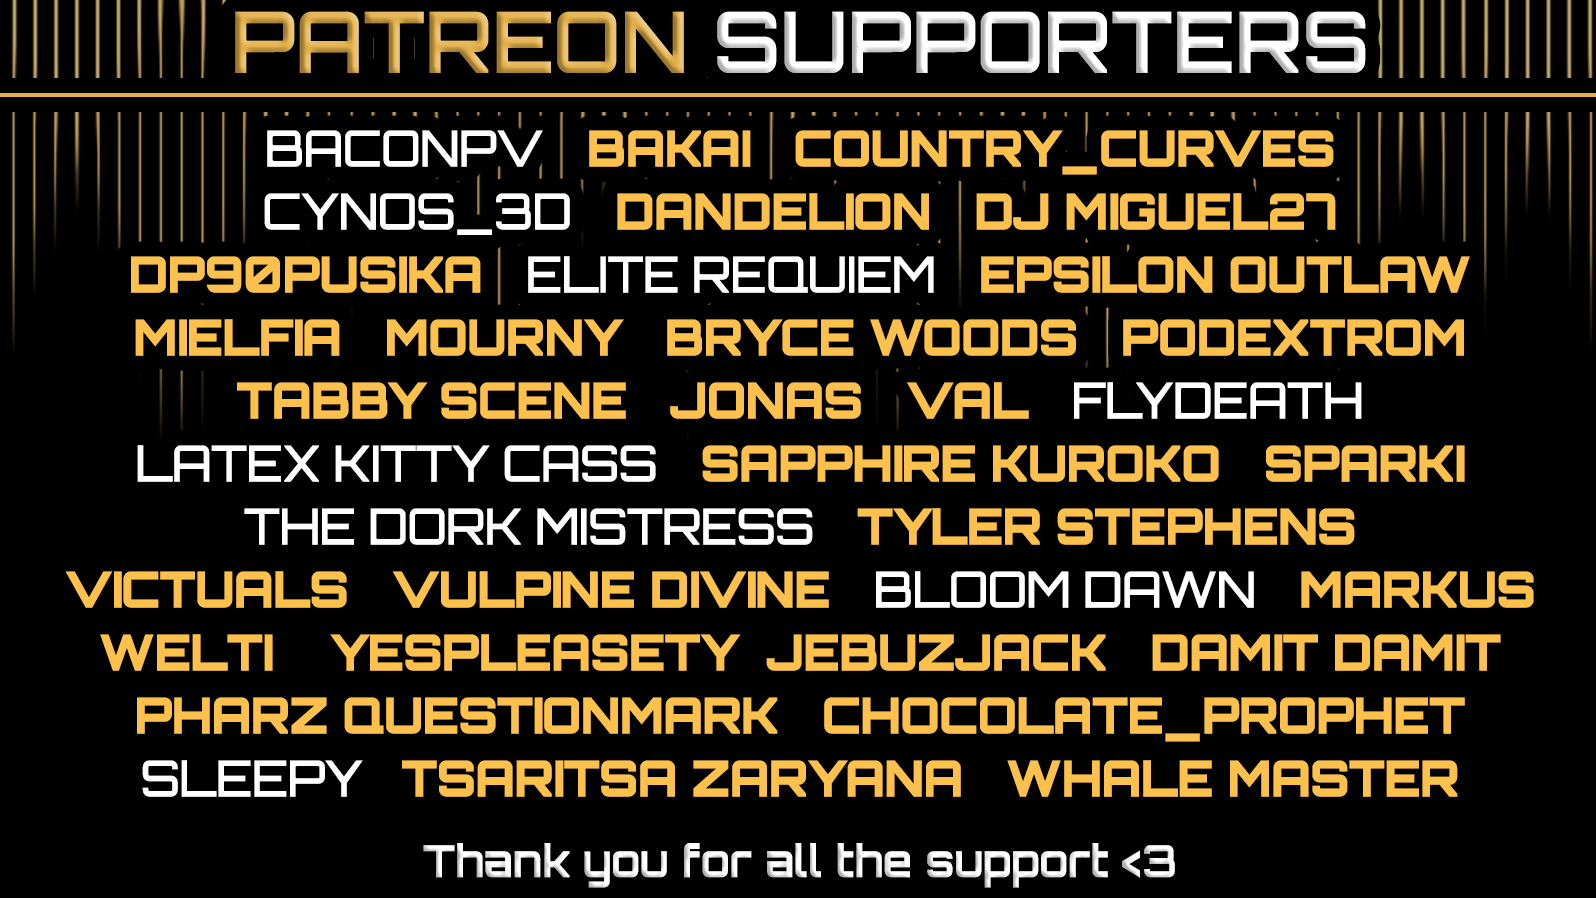 PATREON SUPPORTERS
BACONPV BAKAI COUNTRY_CURVES
CYNOS_3D DANDELION DJ MIGUEL27
DP90PUSIKA ELITE REQUIEM EPSILON OUTLAW
MIELFIA MOURNY BRYCE WOODS PODEXTROM
TABBY SCENE JONAS VAL FLYDEATH
LATEX KITTY CASS SAPPHIRE KUROKO SPARKI
THE DORK MISTRESS TYLER STEPHENS
VICTUALS VULPINE DIVINE BLOOM DAWN MARKUS
WELTI YESPLEASETY JEBUZJACK DAMIT DAMIT
PHARZ QUESTIONMARK CHOCOLATE_PROPHET
SLEEPY TSARITSA ZARYANA WHALE MASTER
Thank you for all the support <3